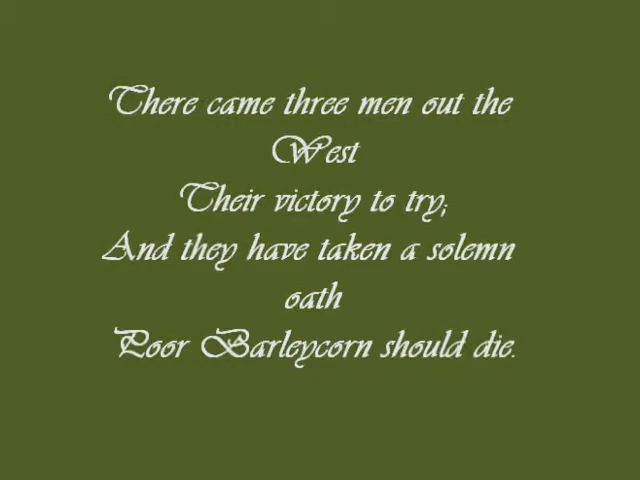 There came three men out the
West
Their victory to try;
And they have taken a solemn
oath
Poor Barleycorn should die.